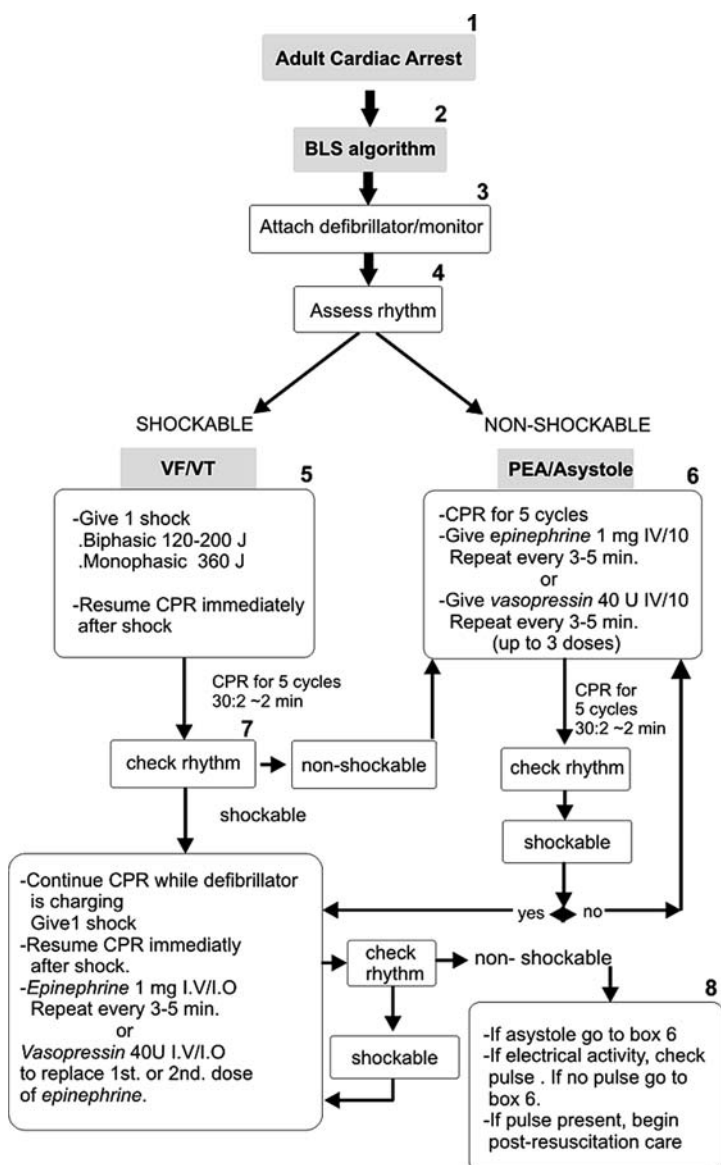 1
Adult Cardiac Arrest
2
BLS algorithm
3
Attach defibrillator/monitor
4
Assess rhythm
SHOCKABLE
NON-SHOCKABLE
VF/VT
5
-Give 1 shock
.Biphasic 120-200 J
.Monophasic 360 J
-Resume CPR immediately
after shock
PEA/Asystole
6
-CPR for 5 cycles
-Give epinephrine 1 mg IV/10
Repeat every 3-5 min.
or
-Give vasopressin 40 U IV/10
Repeat every 3-5 min.
(up to 3 doses)
CPR for 5 cycles
30:2 ~2 min
7
check rhythm
non-shockable
shockable
CPR for
5 cycles
30:2 ~2 min
check rhythm
shockable
yes
no
-Continue CPR while defibrillator
is charging
Give1 shock
-Resume CPR immediatly
after shock.
-Epinephrine 1 mg I.V/I.O
Repeat every 3-5 min.
or
Vasopressin 40U I.V/I.O
to replace 1st. or 2nd. dose
of epinephrine.
check
rhythm
non- shockable
shockable
8
-If asystole go to box 6
-If electrical activity, check
pulse . If no pulse go to
box 6.
-If pulse present, begin
post-resuscitation care